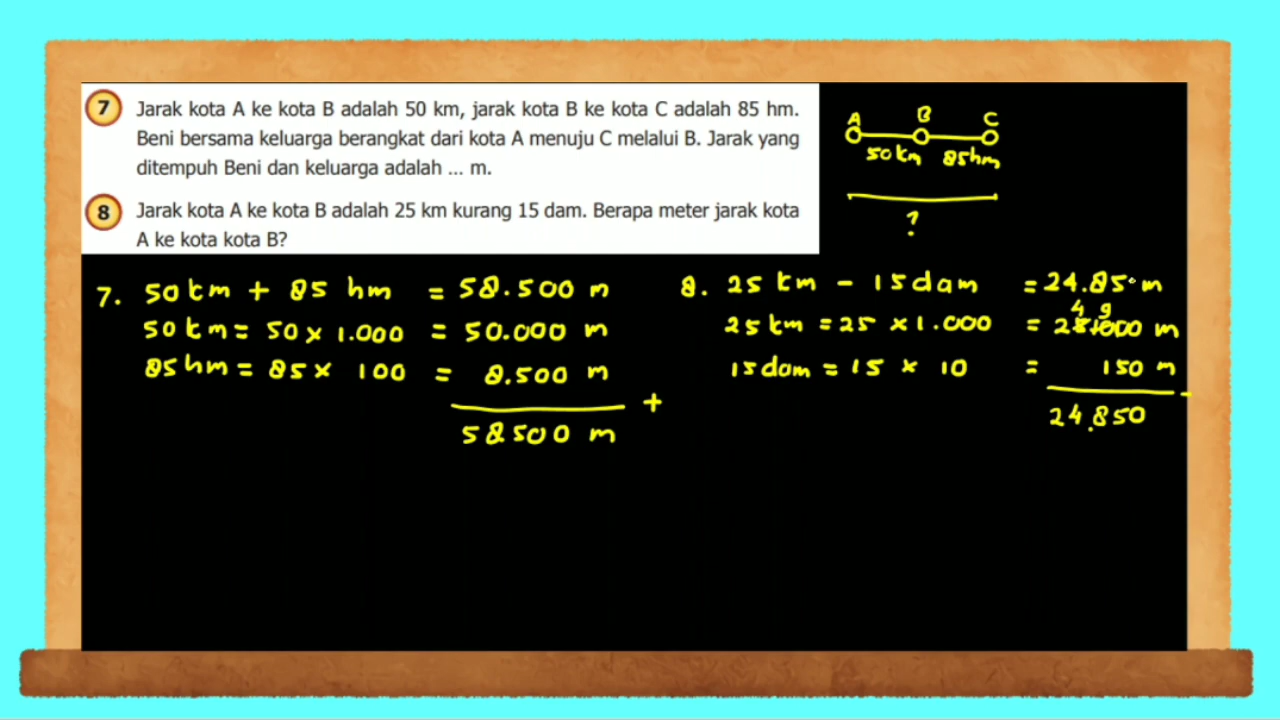 7 Jarak kota A ke kota B adalah 50 km, jarak kota B ke kota C adalah 85 hm.
Beni bersama keluarga berangkat dari kota A menuju C melalui B. Jarak yang
ditempuh Beni dan keluarga adalah ... m.
8 Jarak kota A ke kota B adalah 25 km kurang 15 dam. Berapa meter jarak kota
A ke kota kota B?
A B C
50km 85hm
?
7. 50 km + 85 hm = 58.500 m
50 km = 50 x 1.000 = 50.000 m
85 hm = 85 x 100 = 8.500 m
+
58500 m
8. 25 km - 15 dam = 24.850 m
4 9
25 km = 25 x 1.000 = 25.000 m
15 dam = 15 x 10 = 150 m
-
24.850